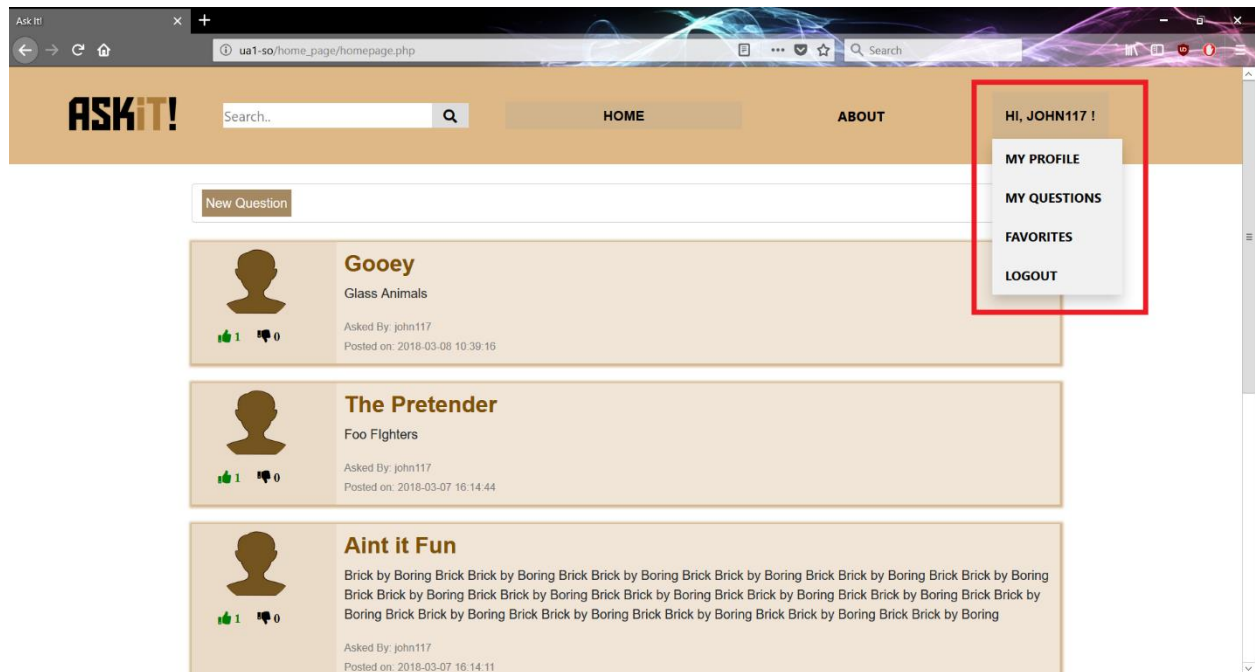 Ask It!
ua1-so/home_page/homepage.php
Search
ASKiT!
Search..
HOME
ABOUT
HI, JOHN117 !
MY PROFILE
MY QUESTIONS
FAVORITES
LOGOUT
New Question
Gooey
Glass Animals
1 0
Asked By: john117
Posted on: 2018-03-08 10:39:16
The Pretender
Foo FIghters
1 0
Asked By: john117
Posted on: 2018-03-07 16:14:44
Aint it Fun
Brick by Boring Brick Brick by Boring Brick Brick by Boring Brick Brick by Boring Brick Brick by Boring Brick Brick by Boring
Brick Brick by Boring Brick Brick by Boring Brick Brick by Boring Brick Brick by Boring Brick Brick by Boring Brick Brick by
Boring Brick Brick by Boring Brick Brick by Boring Brick Brick by Boring Brick Brick by Boring Brick Brick by Boring
1 0
Asked By: john117
Posted on: 2018-03-07 16:14:11